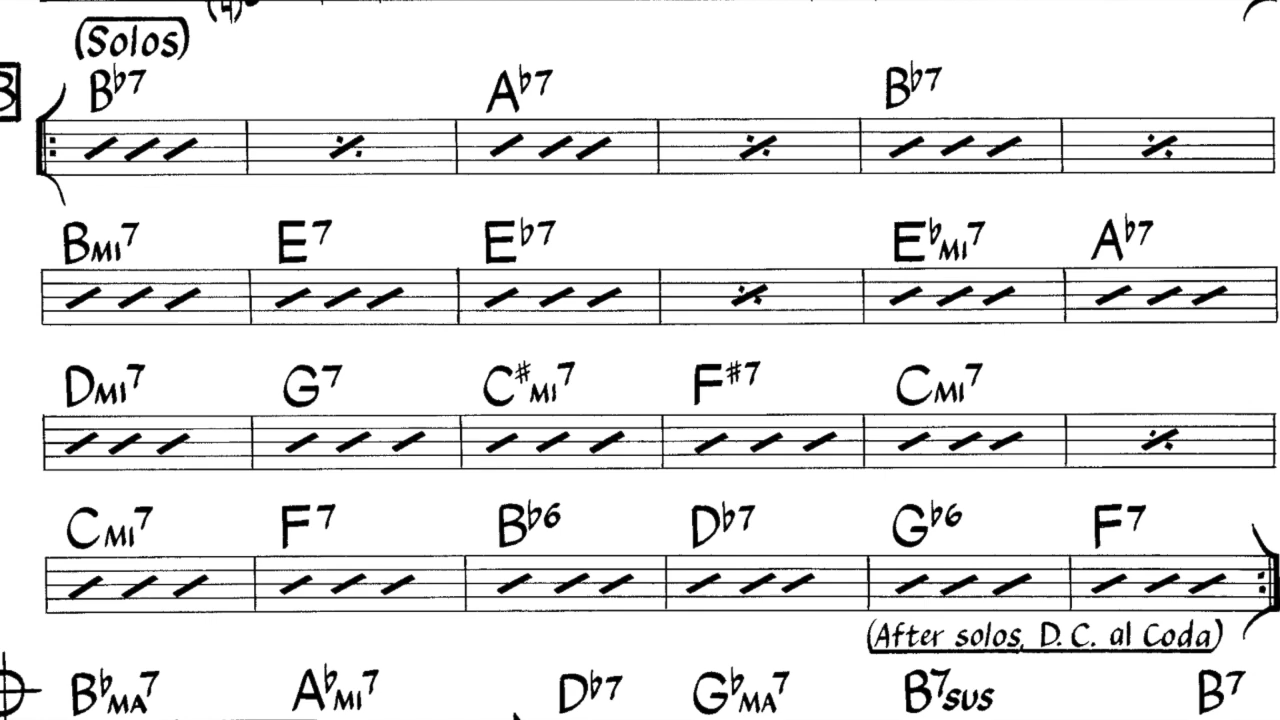 (4)
(Solos)
B
B♭7 A♭7 B♭7
BMI7 E7 E♭7 E♭MI7 A♭7
DMI7 G7 C#MI7 F#7 CMI7
CMI7 F7 B♭6 D♭7 G♭6 F7
(After solos, D.C. al Coda)
B♭MA7 A♭MI7 D♭7 G♭MA7 B7SUS B7